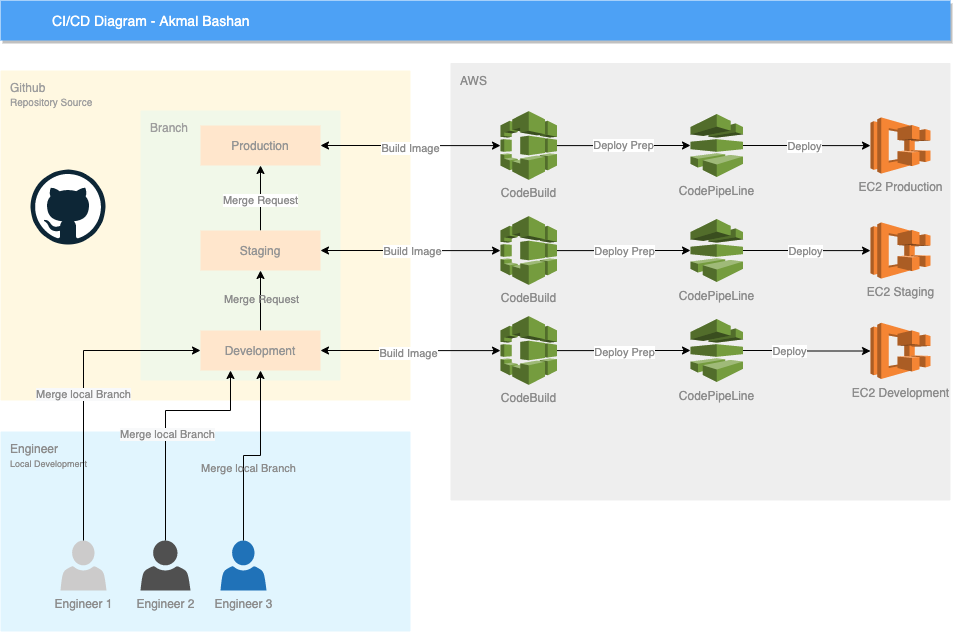 CI/CD Diagram - Akmal Bashan
Github
Repository Source
Branch
Production
Merge Request
Staging
Merge Request
Development
Merge local Branch
Merge local Branch
Merge local Branch
Engineer
Local Development
Engineer 1
Engineer 2
Engineer 3
AWS
Build Image
CodeBuild
Deploy Prep
CodePipeLine
Deploy
EC2 Production
Build Image
CodeBuild
Deploy Prep
CodePipeLine
Deploy
EC2 Staging
Build Image
CodeBuild
Deploy Prep
CodePipeLine
Deploy
EC2 Development